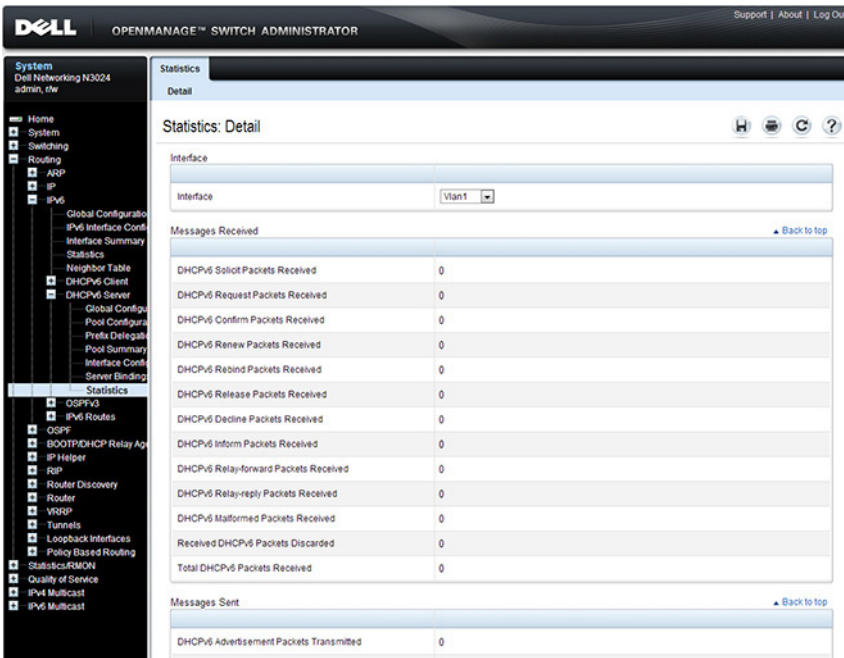 Support | About | Log Ou
DELL OPENMANAGE™ SWITCH ADMINISTRATOR
System
Dell Networking N3024
admin, r/w
Home
System
Switching
Routing
ARP
IP
IPv6
Global Configuratio
IPv6 Interface Confi
Interface Summary
Statistics
Neighbor Table
DHCPv6 Client
DHCPv6 Server
Global Configu
Pool Configura
Prefix Delegati
Pool Summary
Interface Config
Server Bindings
Statistics
OSPFv3
IPv6 Routes
OSPF
BOOTP/DHCP Relay Age
IP Helper
RIP
Router Discovery
Router
VRRP
Tunnels
Loopback Interfaces
Policy Based Routing
Statistics/RMON
Quality of Service
IPv4 Multicast
IPv6 Multicast
Statistics
Detail
Statistics: Detail
?
Interface
Interface Vlan1
Messages Received Back to top
DHCPv6 Solicit Packets Received 0
DHCPv6 Request Packets Received 0
DHCPv6 Confirm Packets Received 0
DHCPv6 Renew Packets Received 0
DHCPv6 Rebind Packets Received 0
DHCPv6 Release Packets Received 0
DHCPv6 Decline Packets Received 0
DHCPv6 Inform Packets Received 0
DHCPv6 Relay-forward Packets Received 0
DHCPv6 Relay-reply Packets Received 0
DHCPv6 Malformed Packets Received 0
Received DHCPv6 Packets Discarded 0
Total DHCPv6 Packets Received 0
Messages Sent Back to top
DHCPv6 Advertisement Packets Transmitted 0